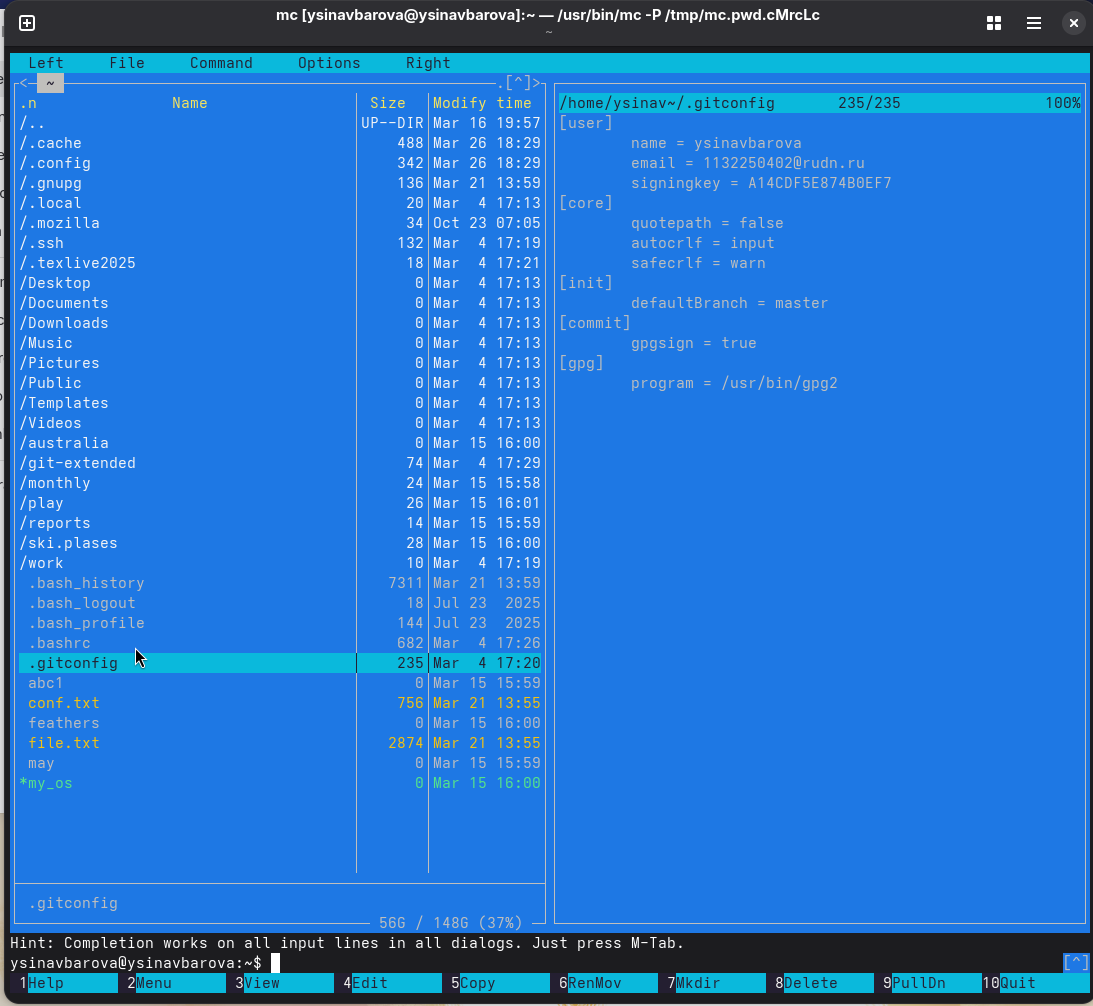 mc [ysinavbarova@ysinavbarova]:~ — /usr/bin/mc -P /tmp/mc.pwd.cMrcLc
~
Left File Command Options Right
<- ~ .[^]>
.n Name Size Modify time
/.. UP--DIR Mar 16 19:57
/.cache 488 Mar 26 18:29
/.config 342 Mar 26 18:29
/.gnupg 136 Mar 21 13:59
/.local 20 Mar 4 17:13
/.mozilla 34 Oct 23 07:05
/.ssh 132 Mar 4 17:19
/.texlive2025 18 Mar 4 17:21
/Desktop 0 Mar 4 17:13
/Documents 0 Mar 4 17:13
/Downloads 0 Mar 4 17:13
/Music 0 Mar 4 17:13
/Pictures 0 Mar 4 17:13
/Public 0 Mar 4 17:13
/Templates 0 Mar 4 17:13
/Videos 0 Mar 4 17:13
/australia 0 Mar 15 16:00
/git-extended 74 Mar 4 17:29
/monthly 24 Mar 15 15:58
/play 26 Mar 15 16:01
/reports 14 Mar 15 15:59
/ski.plases 28 Mar 15 16:00
/work 10 Mar 4 17:19
.bash_history 7311 Mar 21 13:59
.bash_logout 18 Jul 23 2025
.bash_profile 144 Jul 23 2025
.bashrc 682 Mar 4 17:26
.gitconfig 235 Mar 4 17:20
abc1 0 Mar 15 15:59
conf.txt 756 Mar 21 13:55
feathers 0 Mar 15 16:00
file.txt 2874 Mar 21 13:55
may 0 Mar 15 15:59
*my_os 0 Mar 15 16:00
.gitconfig
56G / 148G (37%)
/home/ysinav~/.gitconfig 235/235 100%
[user]
name = ysinavbarova
email = 1132250402@rudn.ru
signingkey = A14CDF5E874B0EF7
[core]
quotepath = false
autocrlf = input
safecrlf = warn
[init]
defaultBranch = master
[commit]
gpgsign = true
[gpg]
program = /usr/bin/gpg2
Hint: Completion works on all input lines in all dialogs. Just press M-Tab.
ysinavbarova@ysinavbarova:~$ [^]
1Help 2Menu 3View 4Edit 5Copy 6RenMov 7Mkdir 8Delete 9PullDn 10Quit